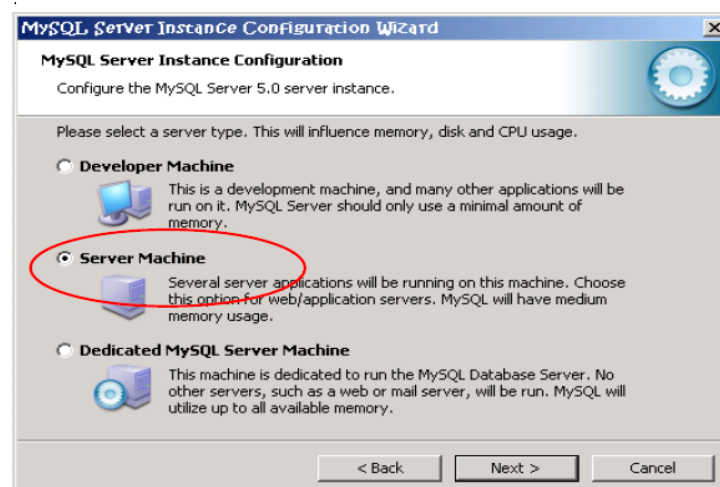 MySQL Server Instance Configuration Wizard
MySQL Server Instance Configuration
Configure the MySQL Server 5.0 server instance.
Please select a server type. This will influence memory, disk and CPU usage.
Developer Machine
This is a development machine, and many other applications will be
run on it. MySQL Server should only use a minimal amount of
memory.
Server Machine
Several server applications will be running on this machine. Choose
this option for web/application servers. MySQL will have medium
memory usage.
Dedicated MySQL Server Machine
This machine is dedicated to run the MySQL Database Server. No
other servers, such as a web or mail server, will be run. MySQL will
utilize up to all available memory.
< Back Next > Cancel